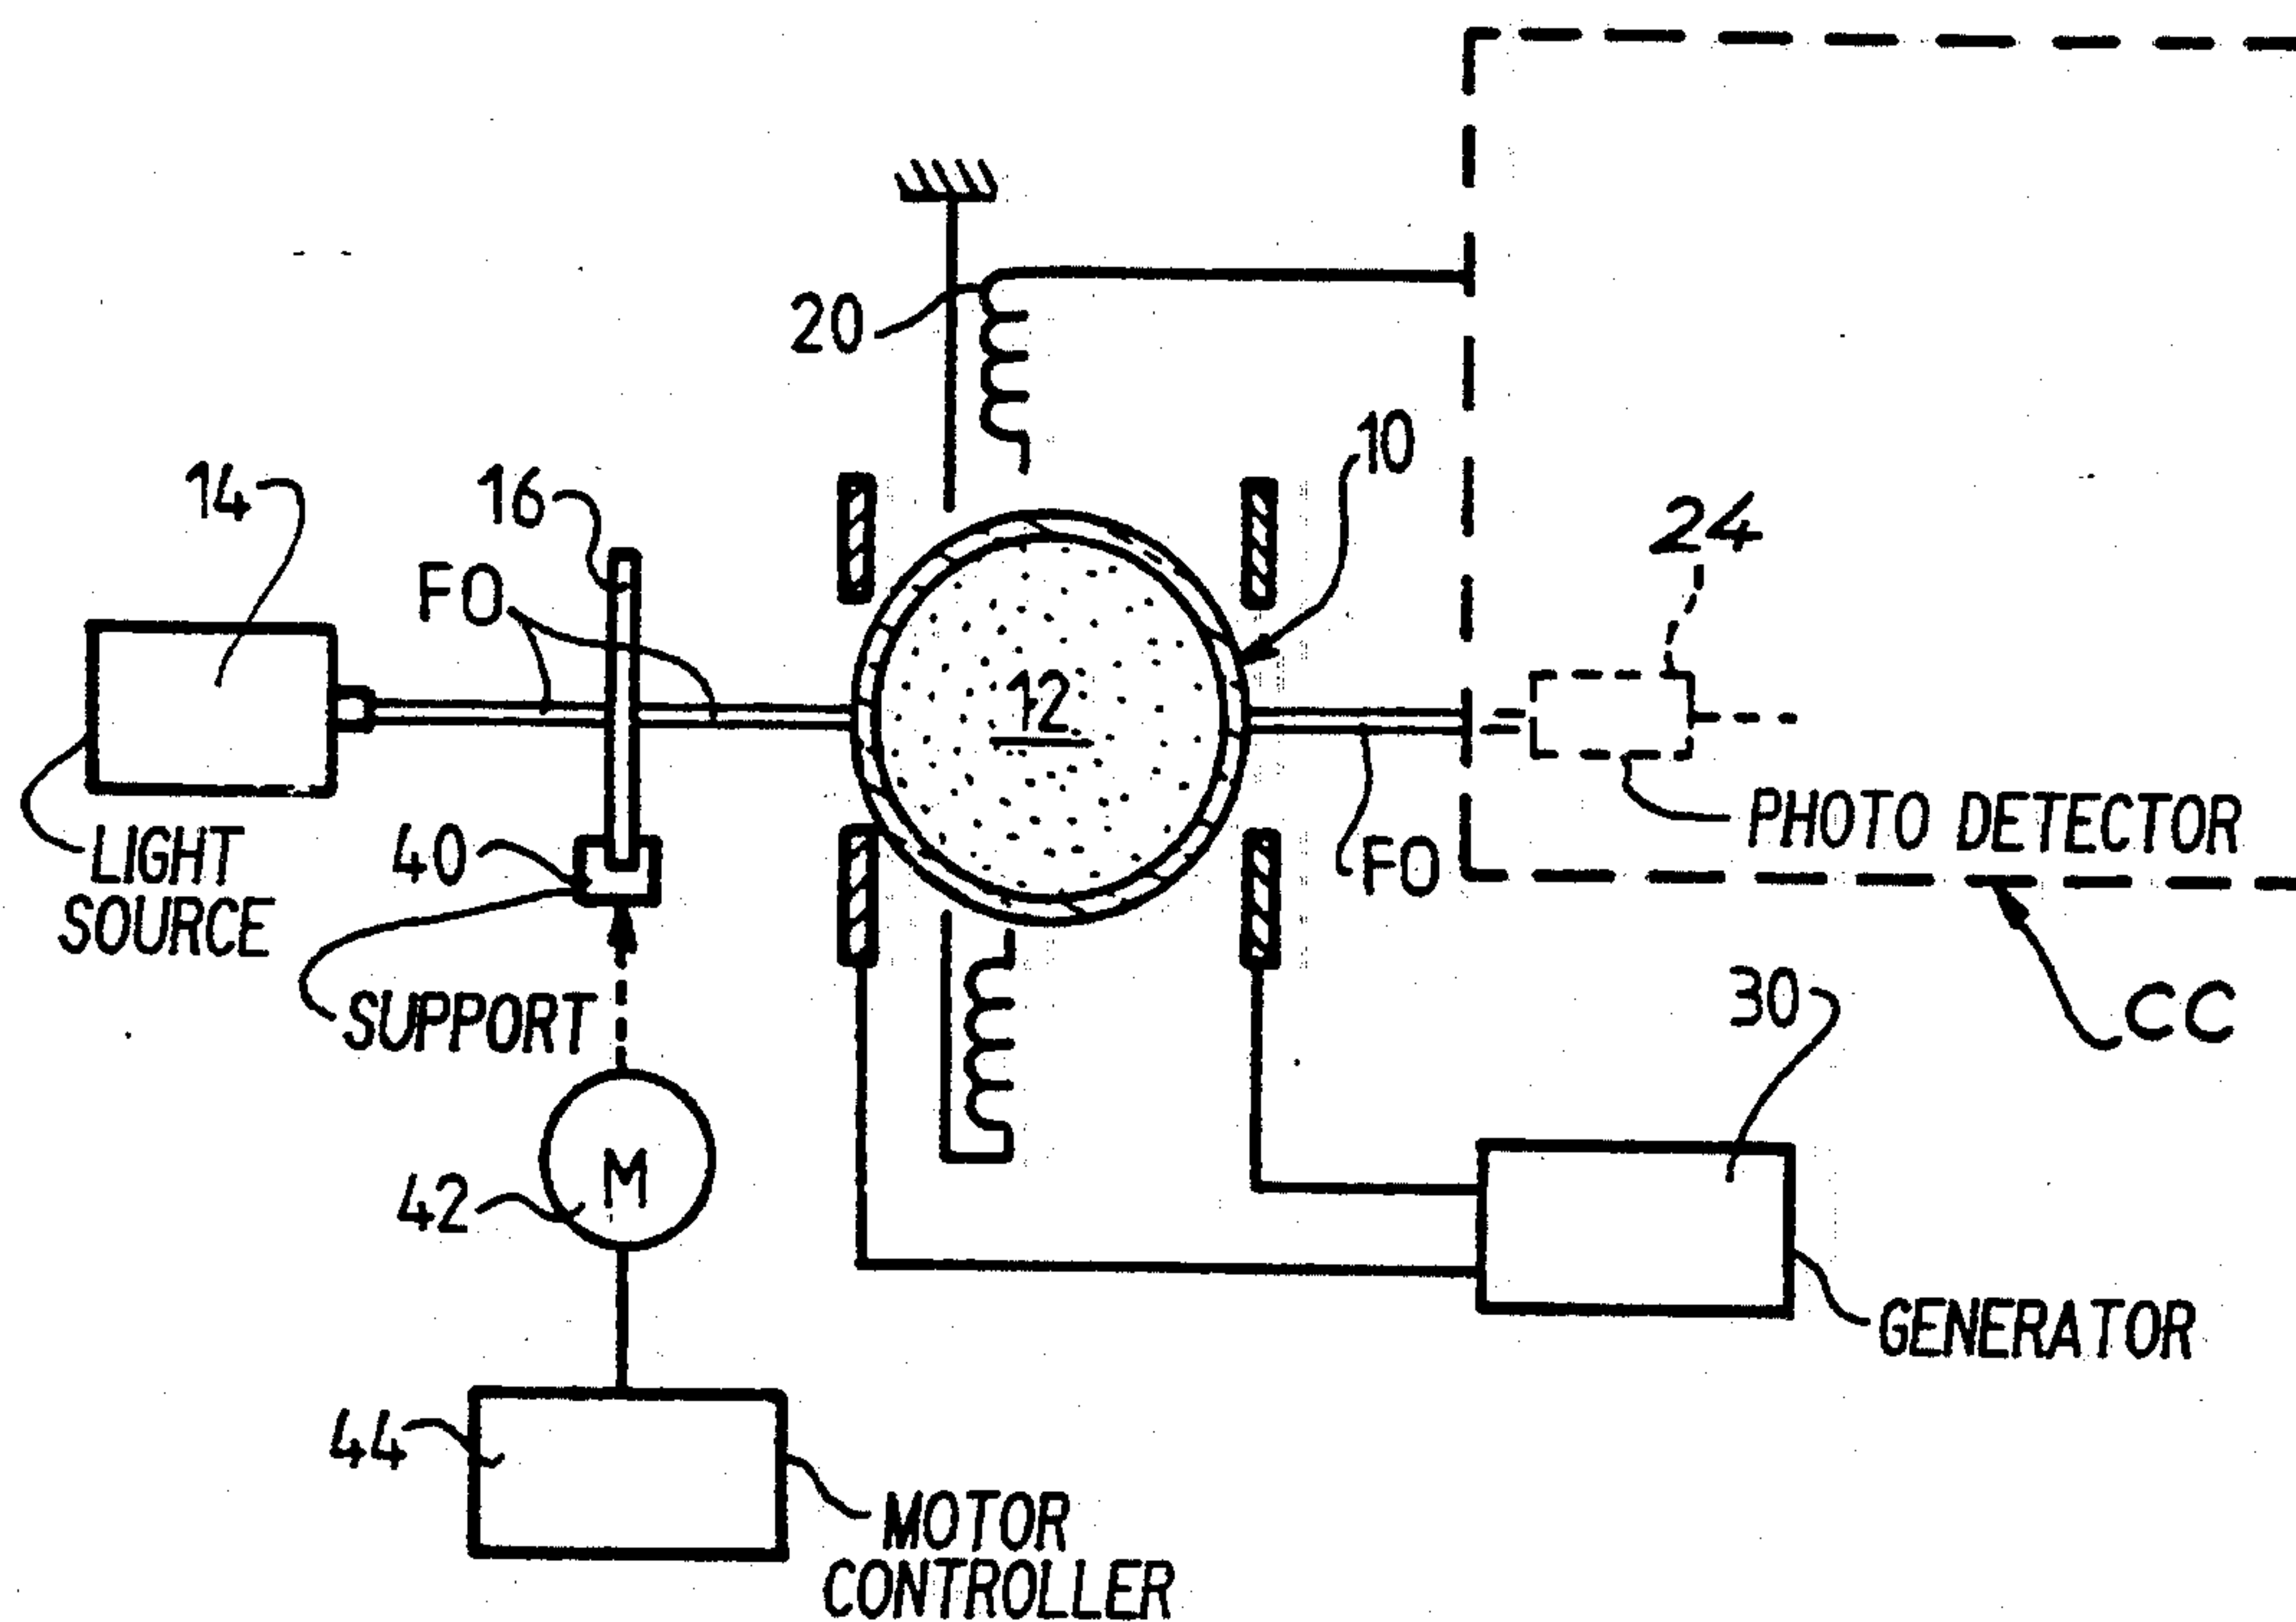 20
10
14
16
24
FO
12
LIGHT
SOURCE
40
FO
PHOTO DETECTOR
SUPPORT
30
CC
M
42
GENERATOR
44
MOTOR
CONTROLLER